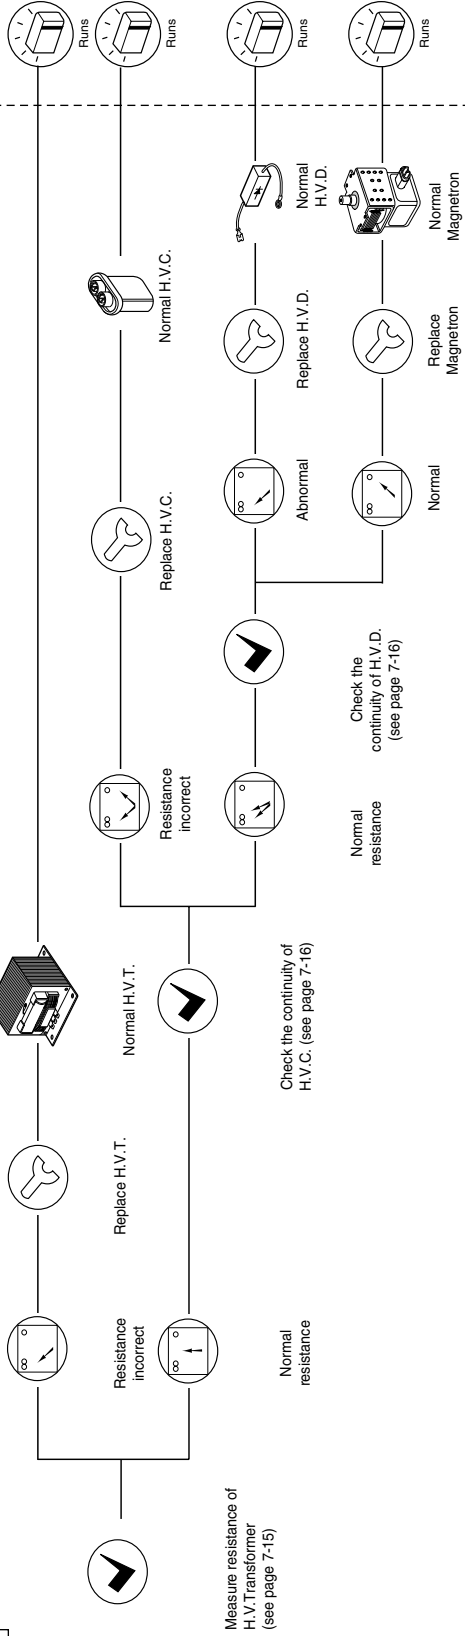 Measure resistance of
H.V.Transformer
(see page 7-15)
Resistance
incorrect
Replace H.V.T.
Normal H.V.T.
Runs
Normal
resistance
Check the continuity of
H.V.C. (see page 7-16)
Resistance
incorrect
Replace H.V.C.
Normal H.V.C.
Runs
Normal
resistance
Check the
continuity of H.V.D.
(see page 7-16)
Abnormal
Replace H.V.D.
Normal
H.V.D.
Runs
Normal
Replace
Magnetron
Normal
Magnetron
Runs